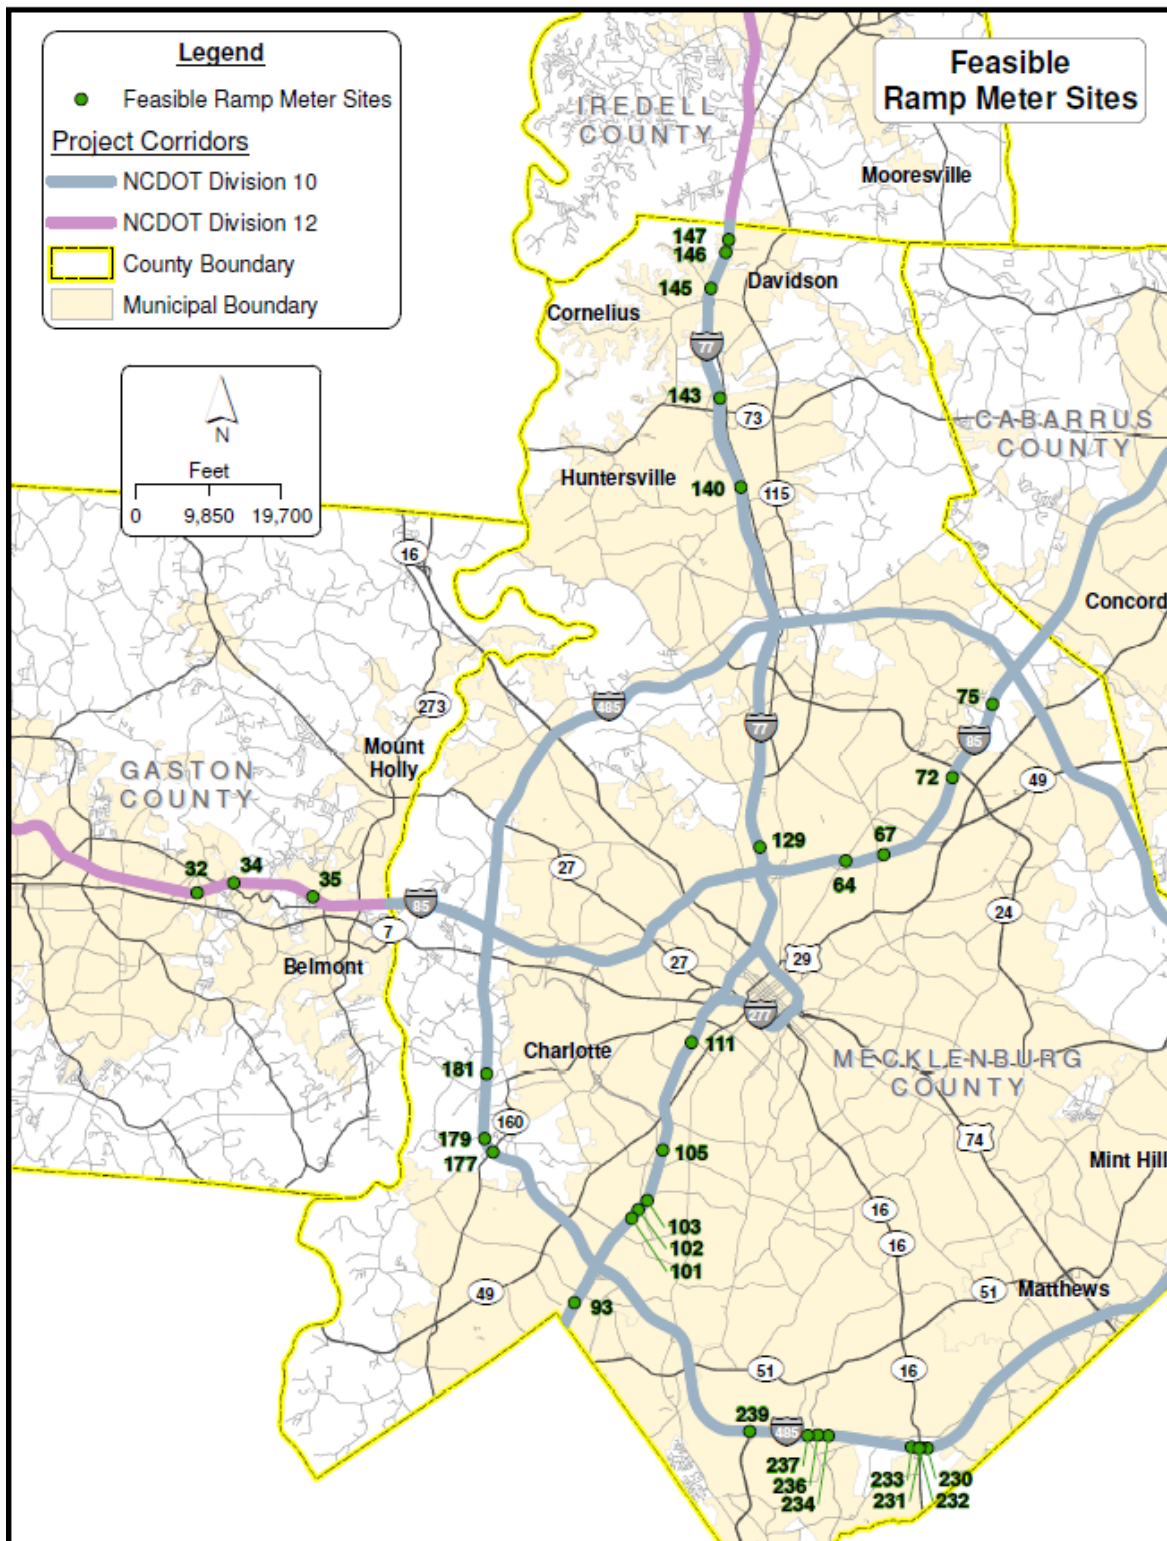 Legend
Feasible Ramp Meter Sites
Project Corridors
NCDOT Division 10
NCDOT Division 12
County Boundary
Municipal Boundary
Feasible
Ramp Meter Sites
N
Feet
0 9,850 19,700
IREDELL
COUNTY
Mooresville
147
146
145
Davidson
Cornelius
77
143
73
CABARRUS
COUNTY
Huntersville
140
115
16
Concord
273
485
75
77
85
Mount
Holly
GASTON
COUNTY
72
49
129
67
64
27
32
34
35
85
7
24
Belmont
27
29
277
111
Charlotte
MECKLENBURG
COUNTY
181
160
179
177
105
74
Mint Hill
103
102
101
16
16
49
93
51
Matthews
51
16
239
485
237
236
234
233
231
230
232